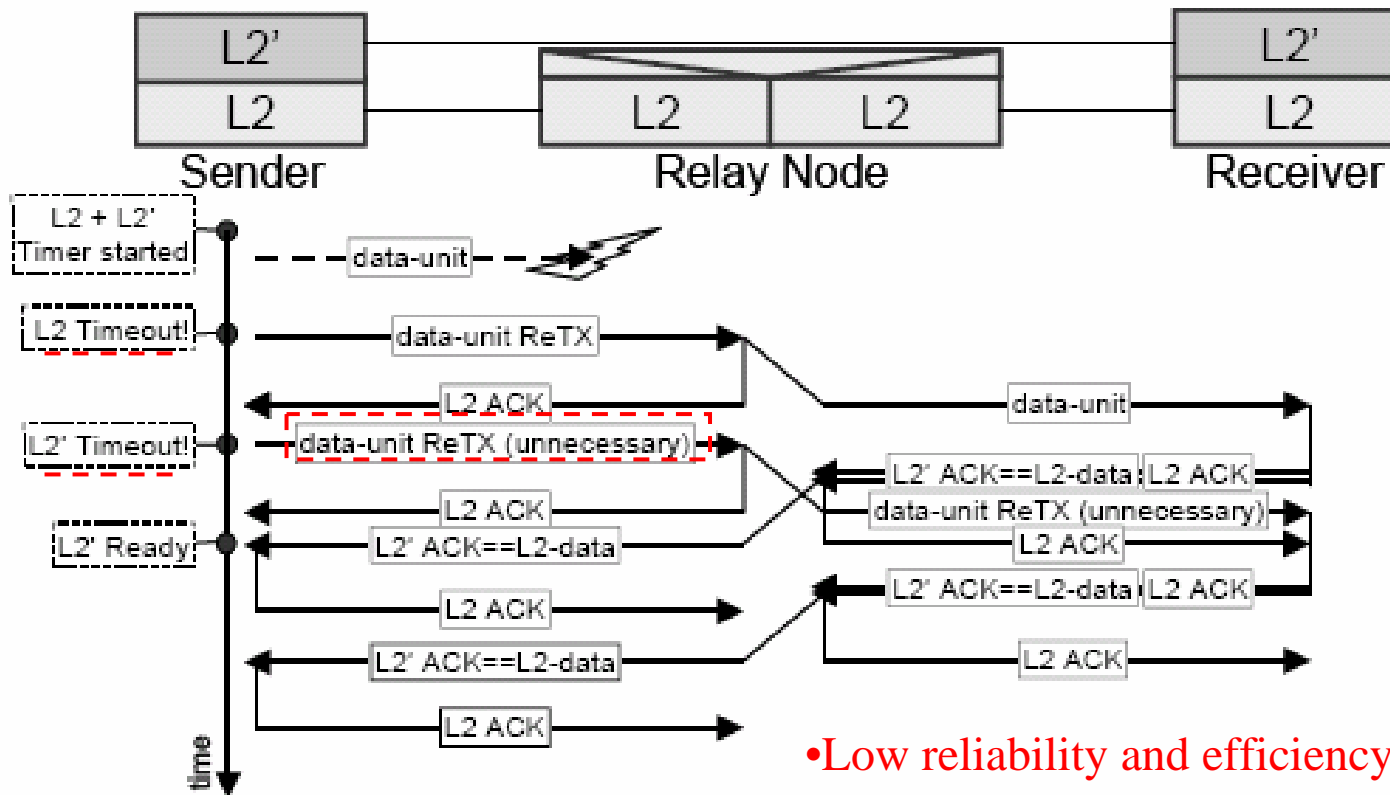 L2' L2'
L2 L2 L2 L2
Sender Relay Node Receiver
L2 + L2'
Timer started
data-unit
L2 Timeout!
data-unit ReTX
L2 ACK data-unit
L2' Timeout! data-unit ReTX (unnecessary)
L2' ACK==L2-data L2 ACK
L2 ACK data-unit ReTX (unnecessary)
L2' Ready L2' ACK==L2-data L2 ACK
L2' ACK==L2-data L2 ACK
L2 ACK
L2' ACK==L2-data L2 ACK
L2 ACK
time
•Low reliability and efficiency